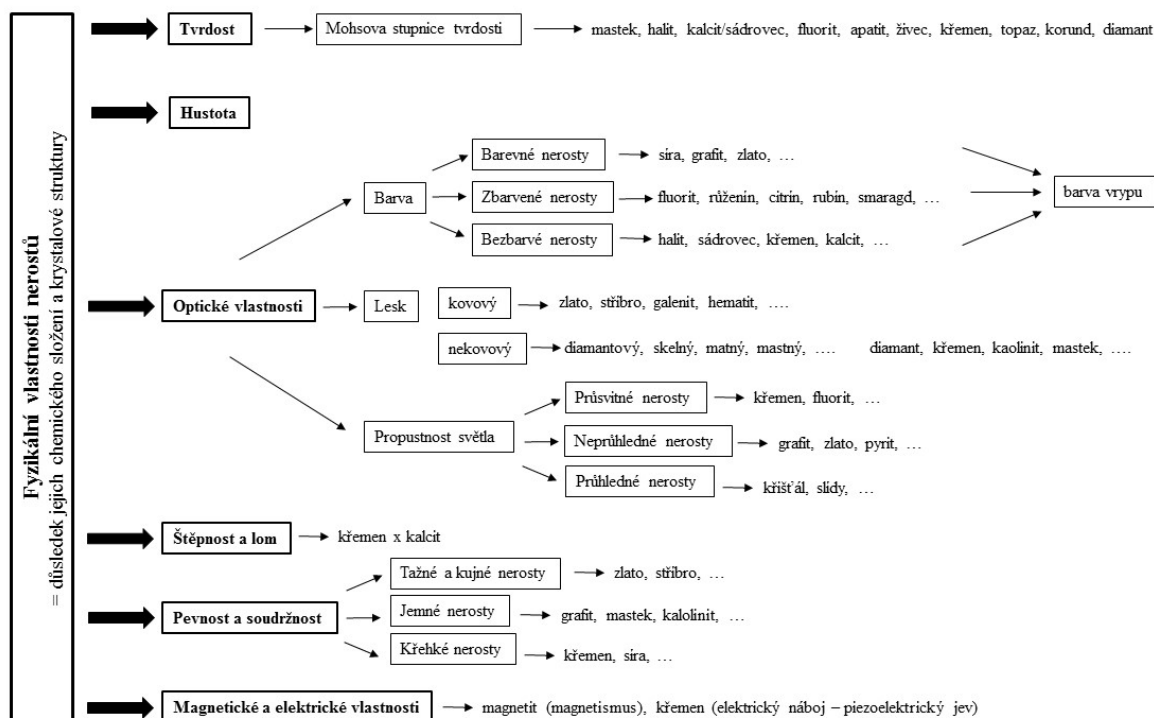 Fyzikální vlastnosti nerostů
= důsledek jejich chemického složení a krystalové struktury
Tvrdost
Mohsova stupnice tvrdosti
mastek, halit, kalcit/sádrovec, fluorit, apatit, živec, křemen, topaz, korund, diamant
Hustota
Optické vlastnosti
Barva
Barevné nerosty
síra, grafit, zlato, …
Zbarvené nerosty
fluorit, růženín, citrín, rubín, smaragd, …
Bezbarvé nerosty
halit, sádrovec, křemen, kalcit, …
barva vrypu
Lesk
kovový
zlato, stříbro, galenit, hematit, ….
nekovový
diamantový, skelný, matný, mastný, ….
diamant, křemen, kaolinit, mastek, ….
Propustnost světla
Průsvitné nerosty
křemen, fluorit, …
Neprůhledné nerosty
grafit, zlato, pyrit, …
Průhledné nerosty
křišťál, slídy, …
Štěpnost a lom
křemen x kalcit
Pevnost a soudržnost
Tažné a kujné nerosty
zlato, stříbro, …
Jemné nerosty
grafit, mastek, kalolinit, …
Křehké nerosty
křemen, síra, …
Magnetické a elektrické vlastnosti
magnetit (magnetismus), křemen (elektrický náboj – piezoelektrický jev)